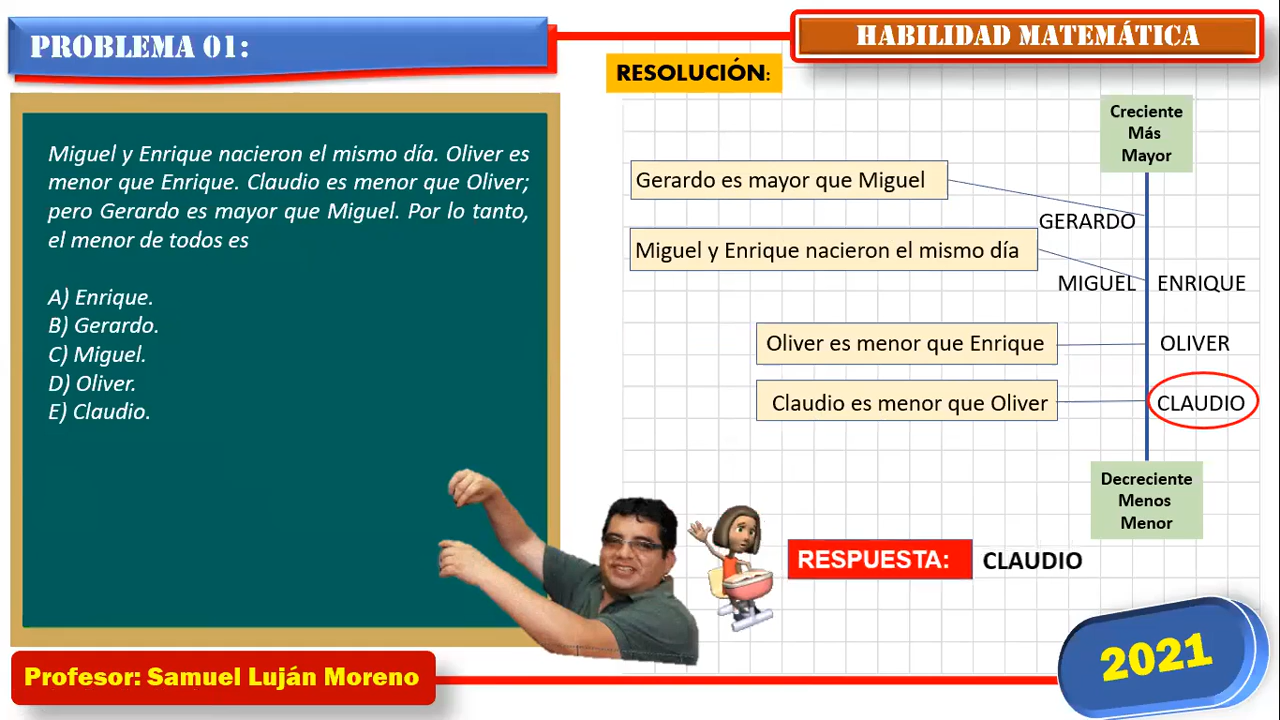 PROBLEMA 01:
HABILIDAD MATEMÁTICA
Miguel y Enrique nacieron el mismo día. Oliver es
menor que Enrique. Claudio es menor que Oliver;
pero Gerardo es mayor que Miguel. Por lo tanto,
el menor de todos es
A) Enrique.
B) Gerardo.
C) Miguel.
D) Oliver.
E) Claudio.
RESOLUCIÓN:
Creciente
Más
Mayor
Gerardo es mayor que Miguel
GERARDO
Miguel y Enrique nacieron el mismo día
MIGUEL ENRIQUE
Oliver es menor que Enrique
OLIVER
Claudio es menor que Oliver
CLAUDIO
Decreciente
Menos
Menor
RESPUESTA: CLAUDIO
Profesor: Samuel Luján Moreno
2021